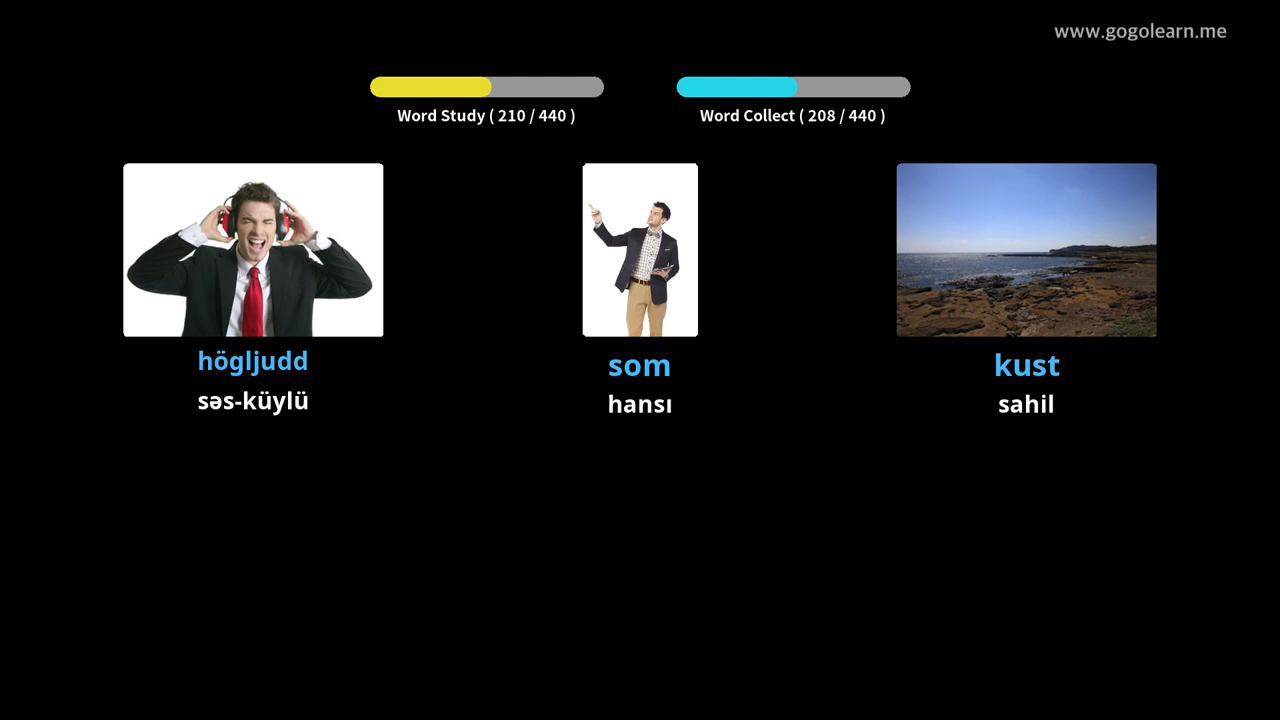 www.gogolearn.me
Word Study ( 210 / 440 )
Word Collect ( 208 / 440 )
högljudd
səs-küylü
som
hansı
kust
sahil